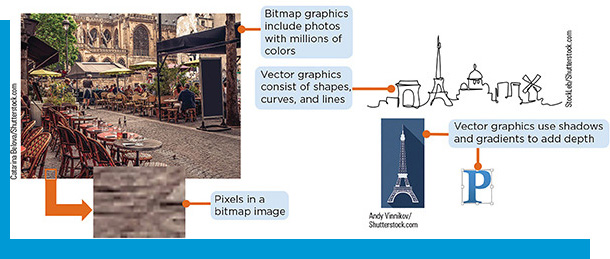 Bitmap graphics
include photos
with millions of
colors
Vector graphics
consist of shapes,
curves, and lines
Vector graphics use shadows
and gradients to add depth
P
Pixels in a
bitmap image
Catarina Belova/Shutterstock.com
StockLeb/Shutterstock.com
Andy Vinnikov/
Shutterstock.com